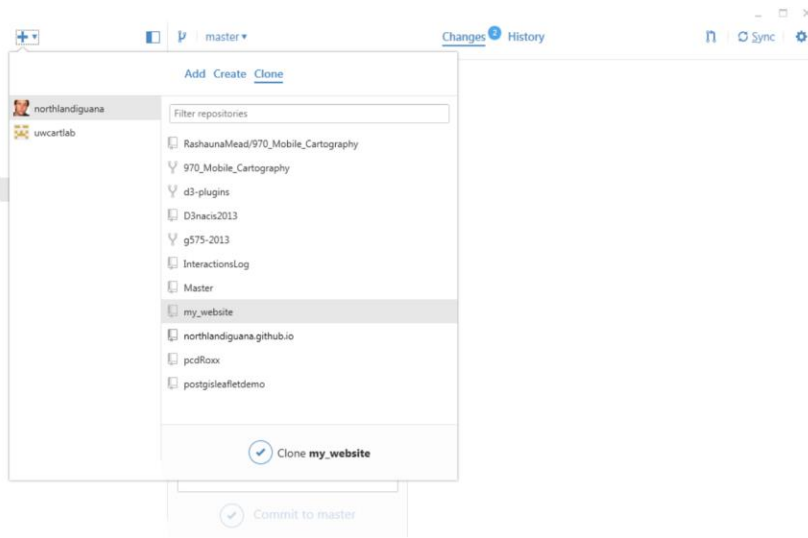 master
Changes 2 History
Sync
Add Create Clone
northlandiguana
uwcartlab
Filter repositories
RashaunaMead/970_Mobile_Cartography
970_Mobile_Cartography
d3-plugins
D3nacis2013
g575-2013
InteractionsLog
Master
my_website
northlandiguana.github.io
pcdRoxx
postgisleafletdemo
Clone my_website
Commit to master